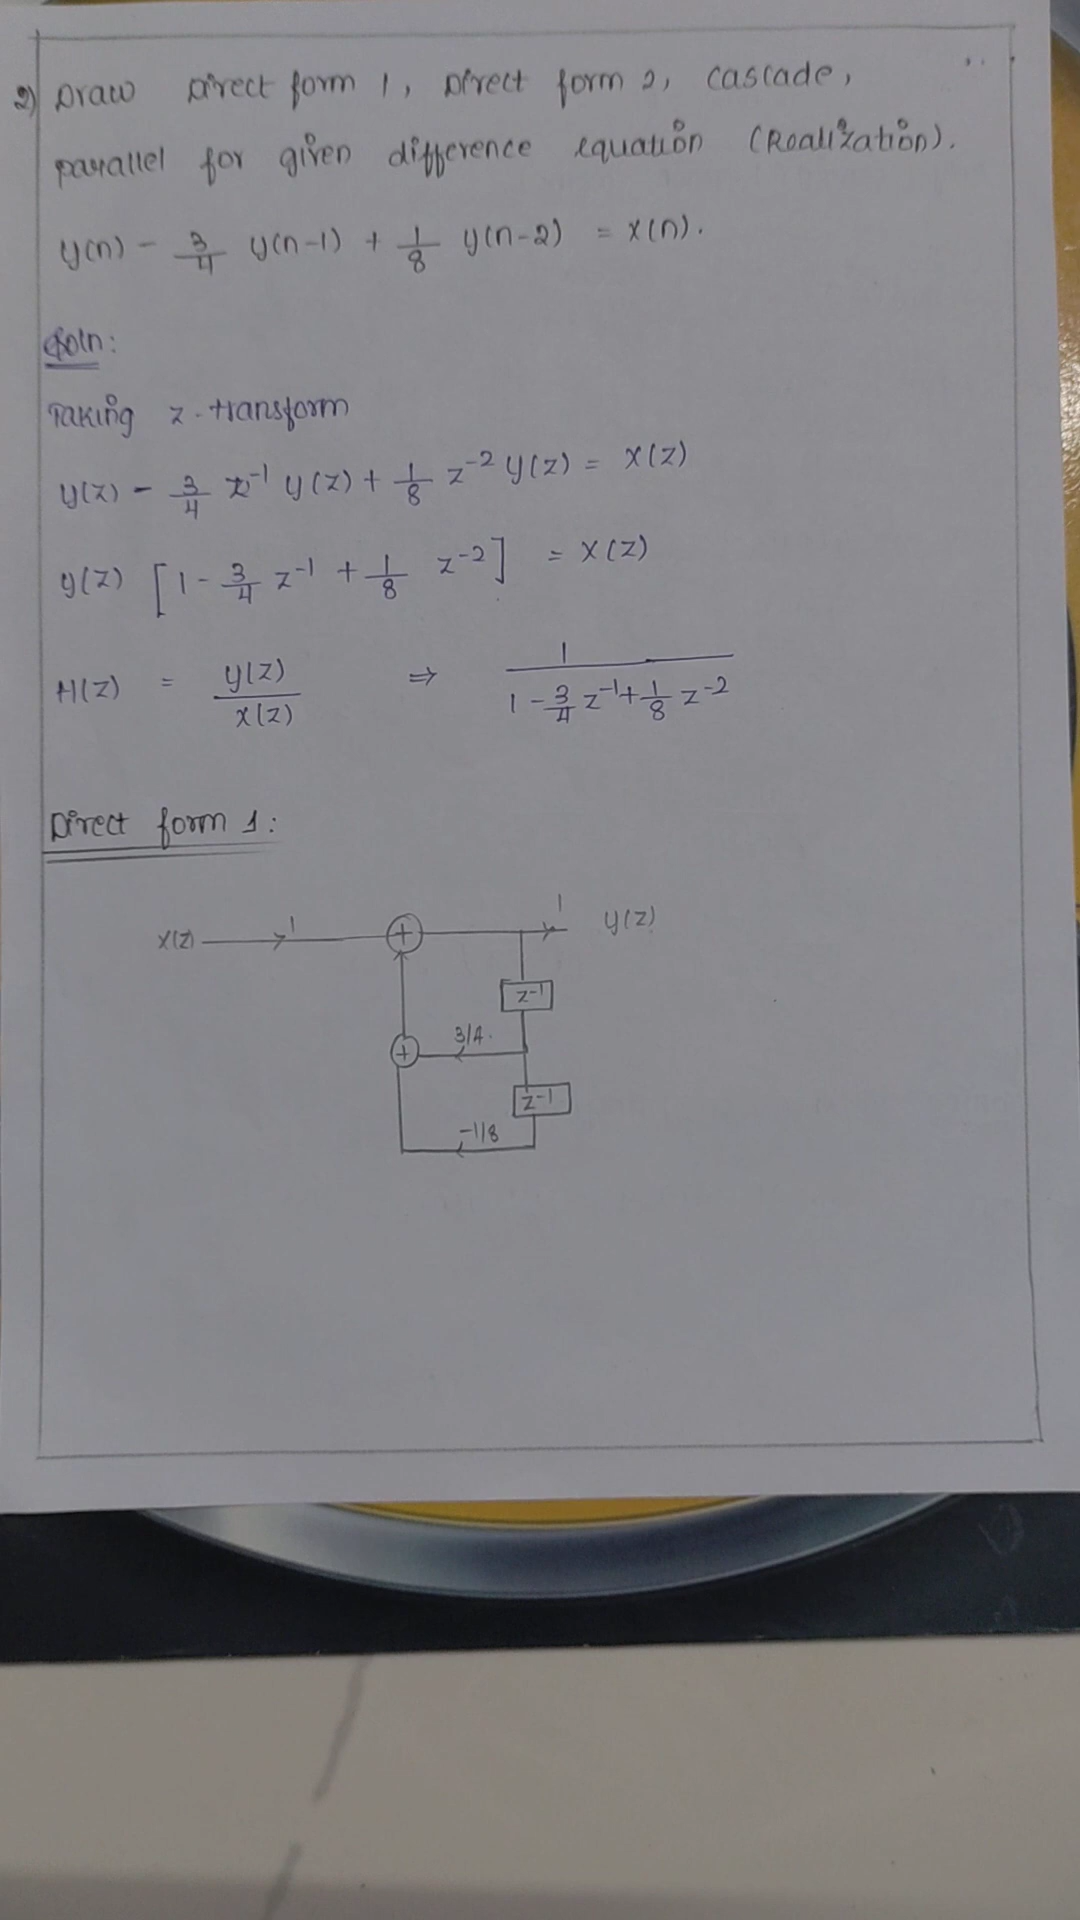 2) Draw Direct form 1, Direct form 2, cascade,
parallel for given difference equation (Realization).
y(n) - 3/4 y(n-1) + 1/8 y(n-2) = x(n).
Soln:
Taking z-transform
y(z) - 3/4 z⁻¹ y(z) + 1/8 z⁻² y(z) = x(z)
y(z) [1 - 3/4 z⁻¹ + 1/8 z⁻²] = x(z)
H(z) = y(z)/x(z) ⇒ 1/(1 - 3/4 z⁻¹ + 1/8 z⁻²)
Direct form 1:
x(z) 1 + 1 y(z)
z⁻¹
+ 3/4.
z⁻¹
-1/8